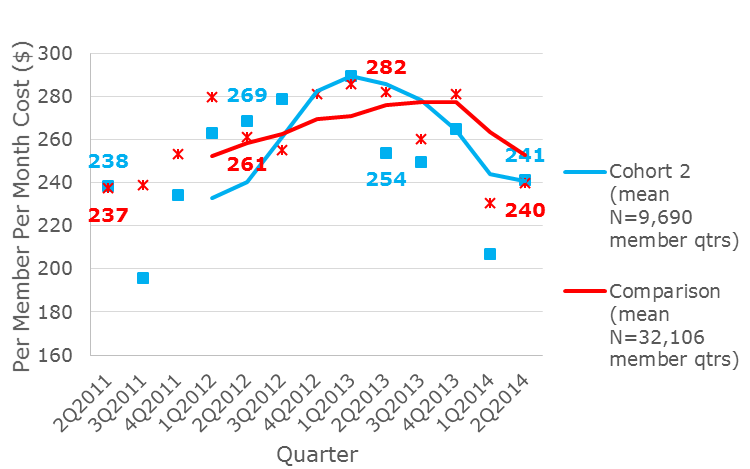 Per Member Per Month Cost ($)
300
280
260
240
220
200
180
160
238
237
269
261
282
254
241
240
2Q2011
3Q2011
4Q2011
1Q2012
2Q2012
3Q2012
4Q2012
1Q2013
2Q2013
3Q2013
4Q2013
1Q2014
2Q2014
Quarter
Cohort 2
(mean
N=9,690
member qtrs)
Comparison
(mean
N=32,106
member qtrs)